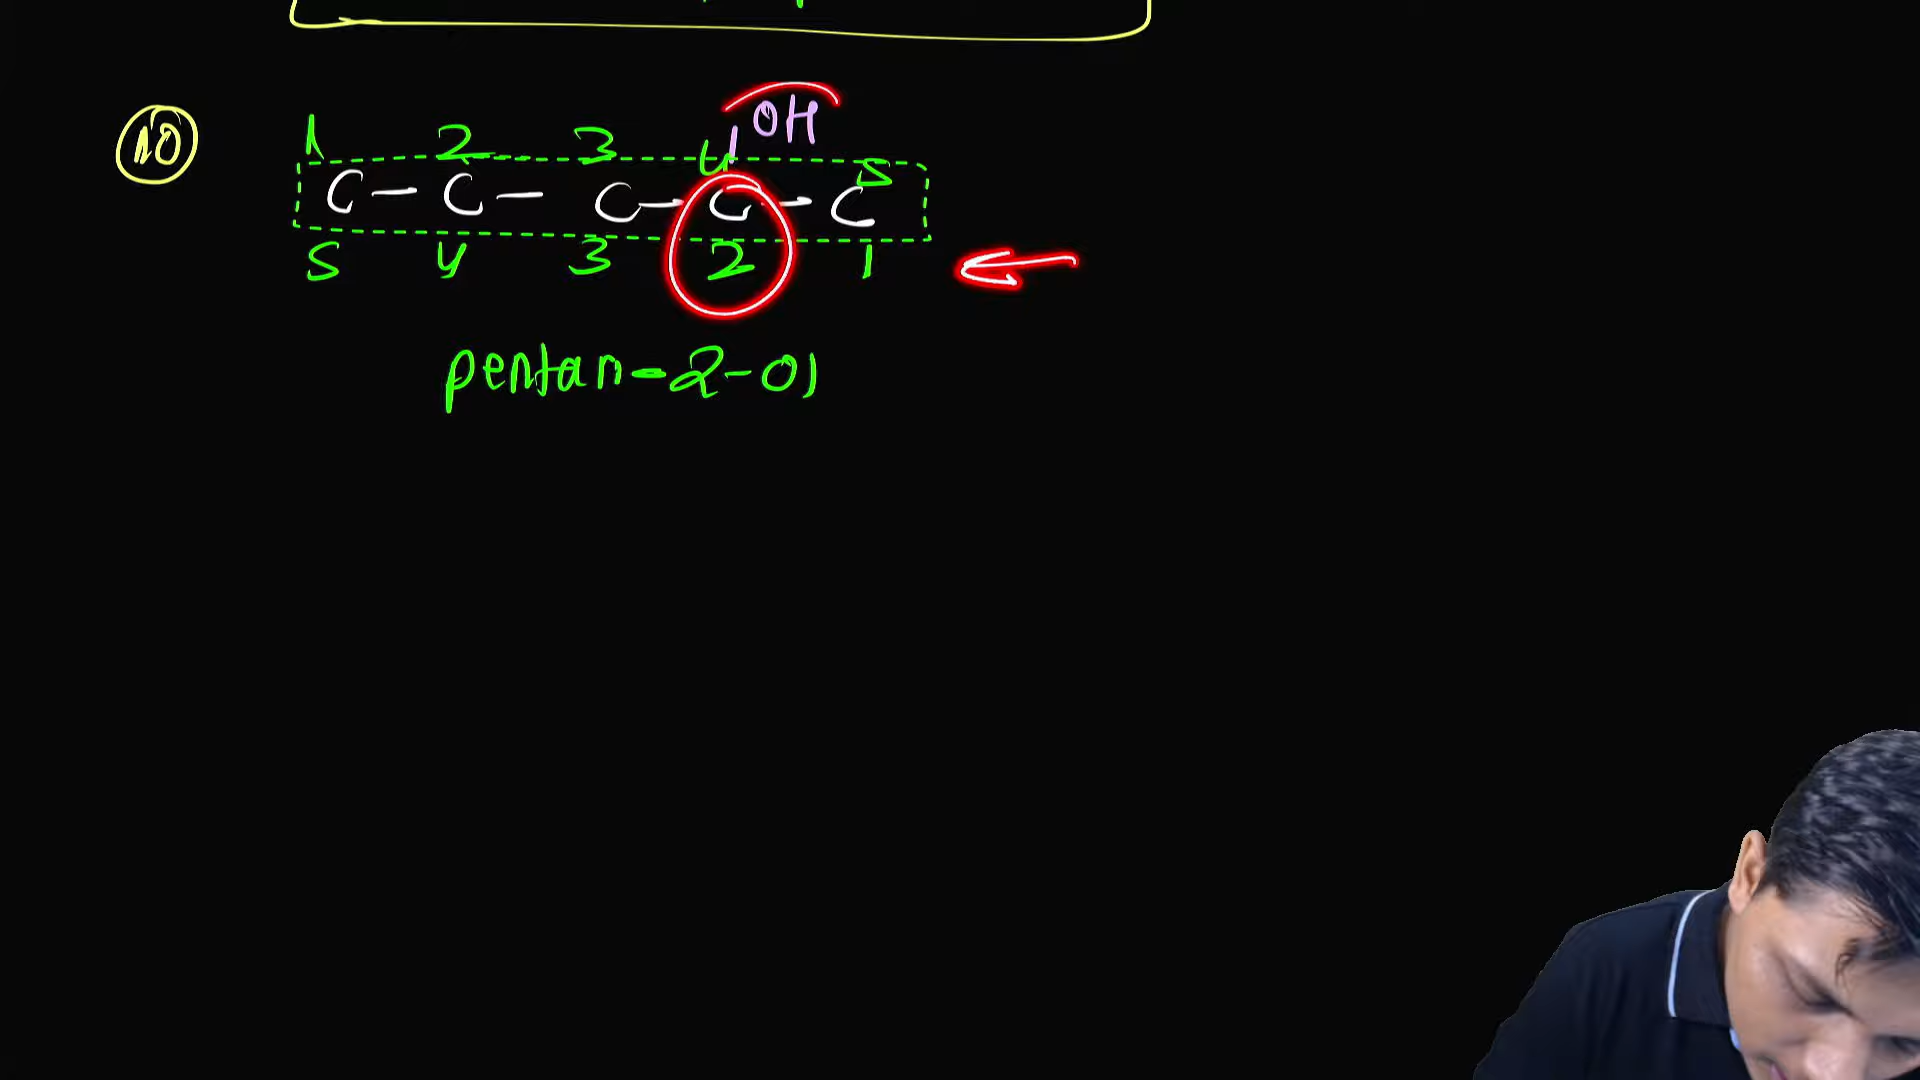 10
OH
1 2 3 4 5
C - C - C - C - C
5 4 3 2 1
pentan-2-ol